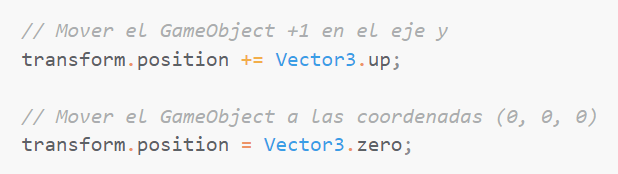 // Mover el GameObject +1 en el eje y
transform.position += Vector3.up;
// Mover el GameObject a las coordenadas (0, 0, 0)
transform.position = Vector3.zero;